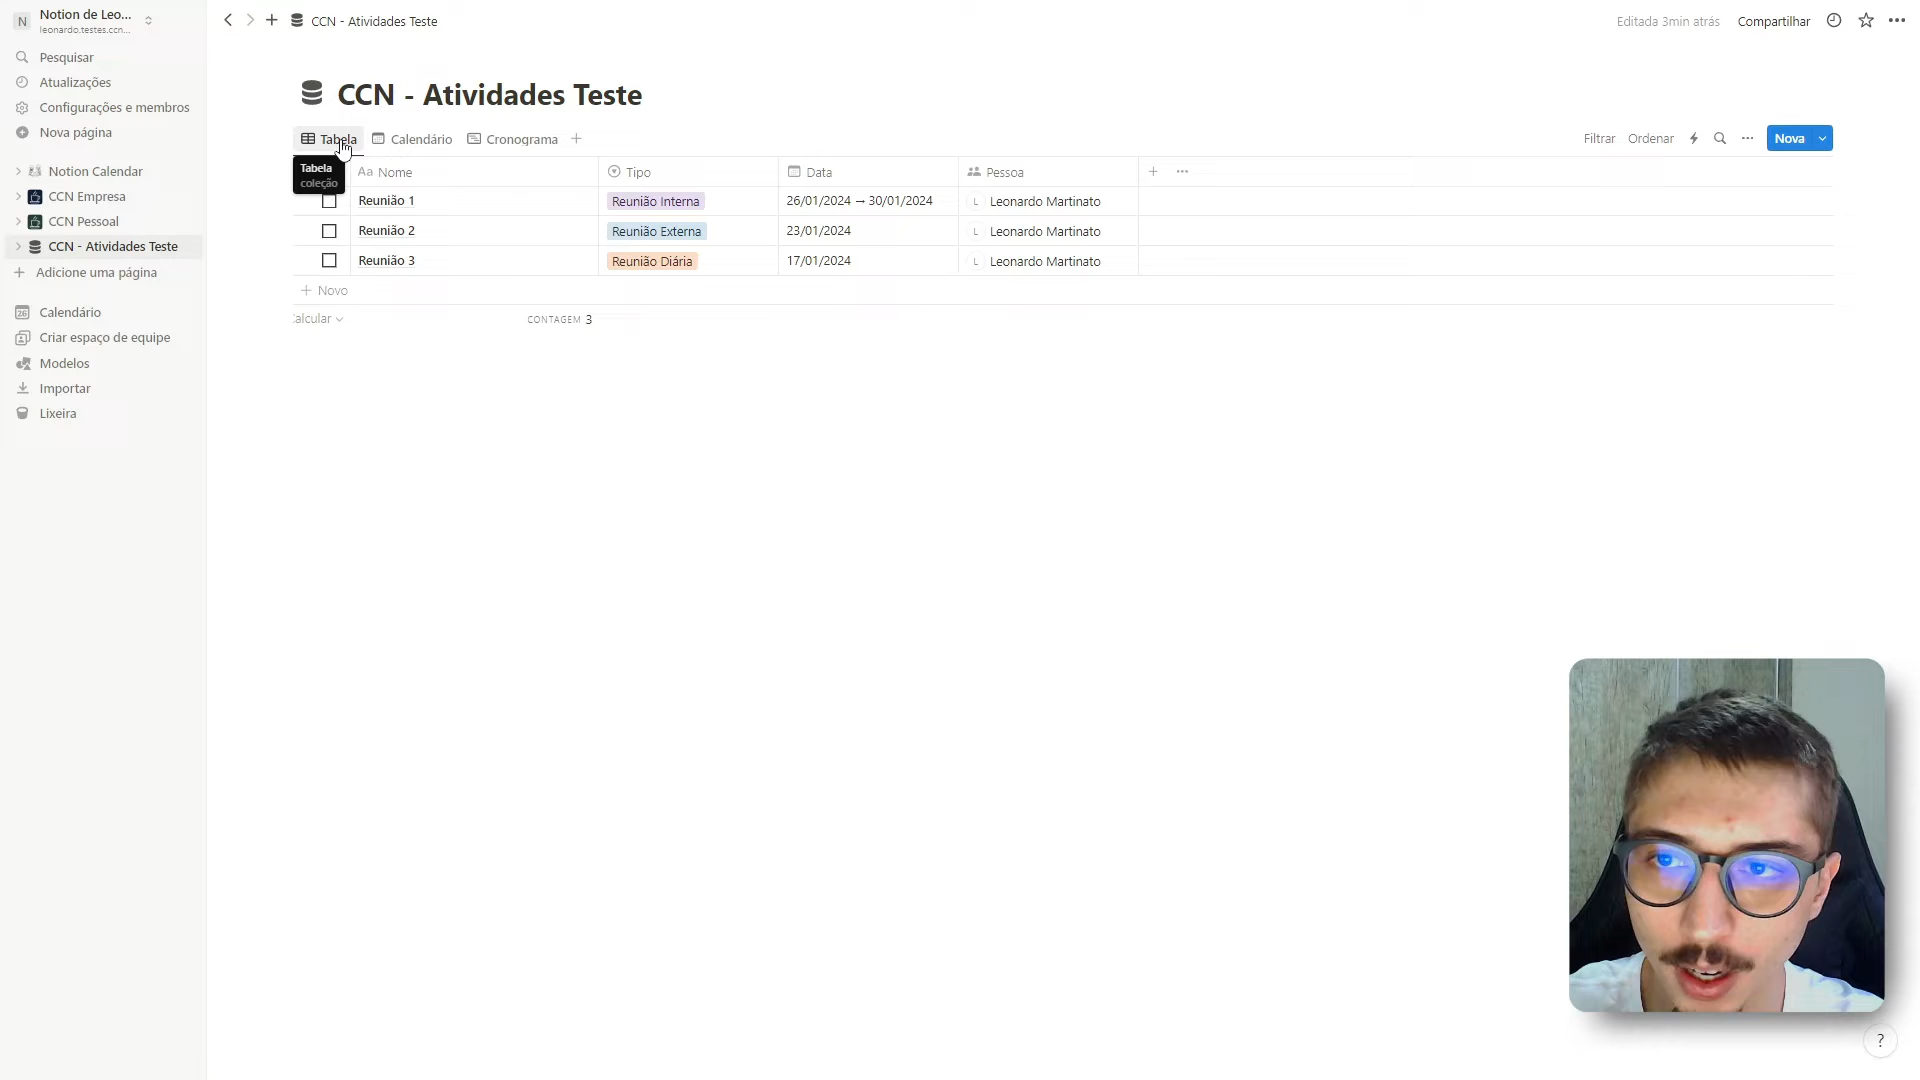 N Notion de Leo...
leonardo.testes.ccn...
Pesquisar
Atualizações
Configurações e membros
Nova página
Notion Calendar
CCN Empresa
CCN Pessoal
CCN - Atividades Teste
Adicione uma página
26 Calendário
Criar espaço de equipe
Modelos
Importar
Lixeira
CCN - Atividades Teste
Editada 3min atrás Compartilhar
CCN - Atividades Teste
Tabela Calendário Cronograma
Filtrar Ordenar Nova
Tabela
coleção
Aa Nome Tipo Data Pessoa
Reunião 1 Reunião Interna 26/01/2024 → 30/01/2024 L Leonardo Martinato
Reunião 2 Reunião Externa 23/01/2024 L Leonardo Martinato
Reunião 3 Reunião Diária 17/01/2024 L Leonardo Martinato
+ Novo
alcular CONTAGEM 3
?